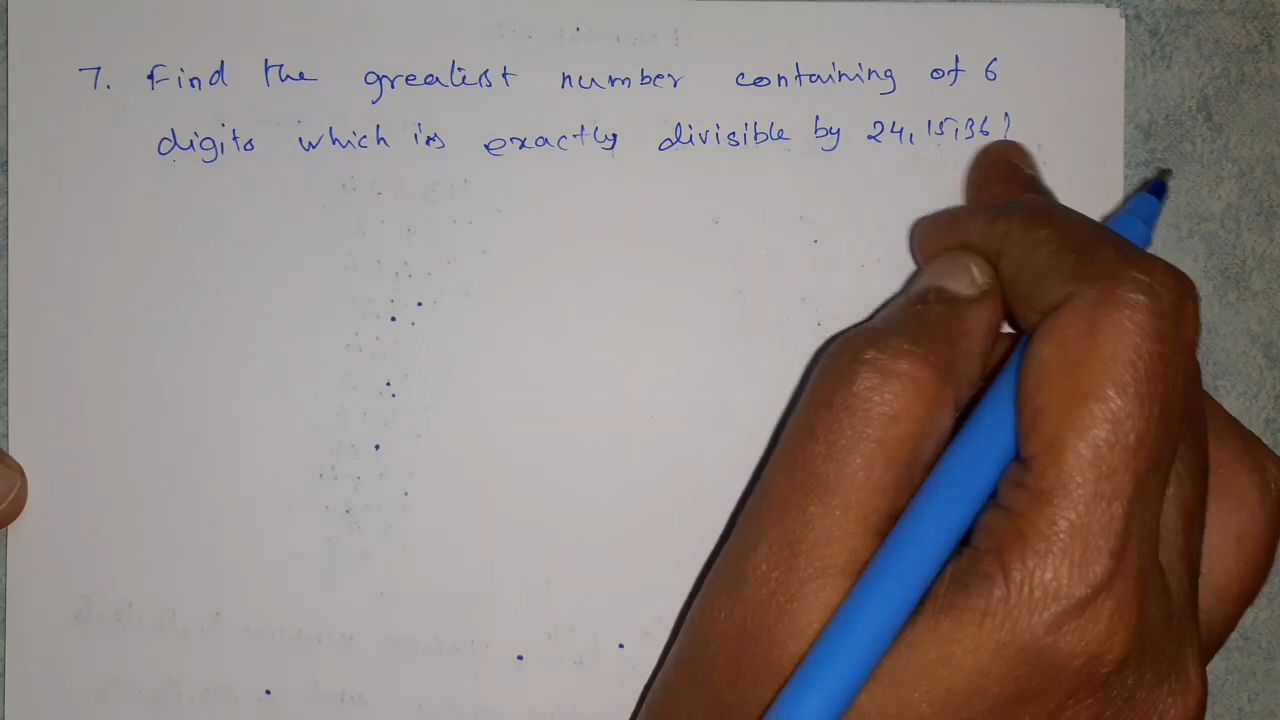 7. Find the greatest number containing of 6
digits which is exactly divisible by 24, 15, 36?